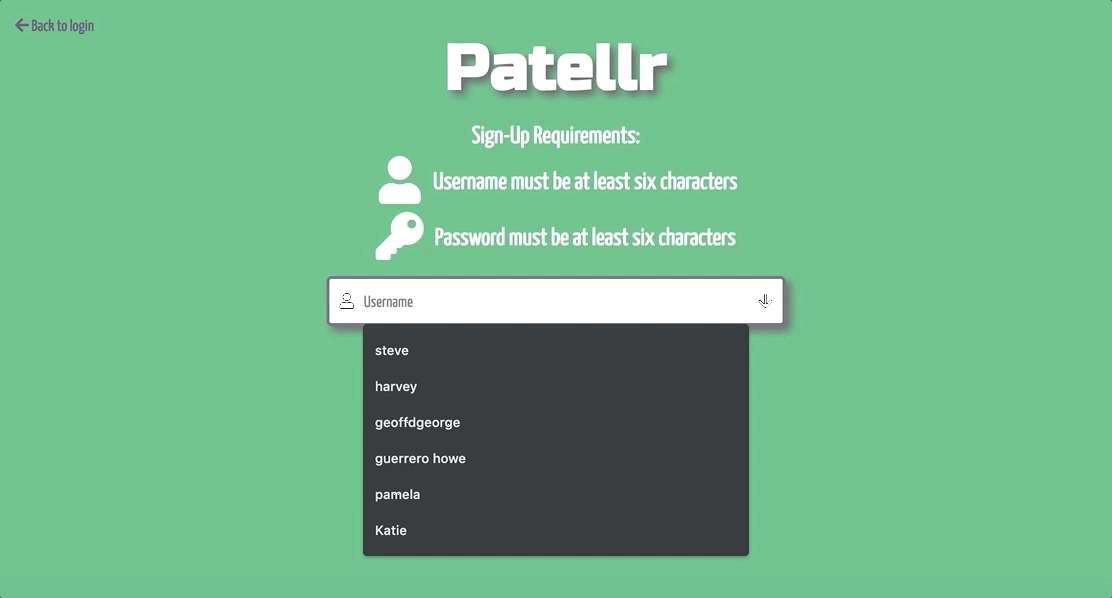 Back to login
Patellr
Sign-Up Requirements:
Username must be at least six characters
Password must be at least six characters
Username
steve
harvey
geoffdgeorge
guerrero howe
pamela
Katie